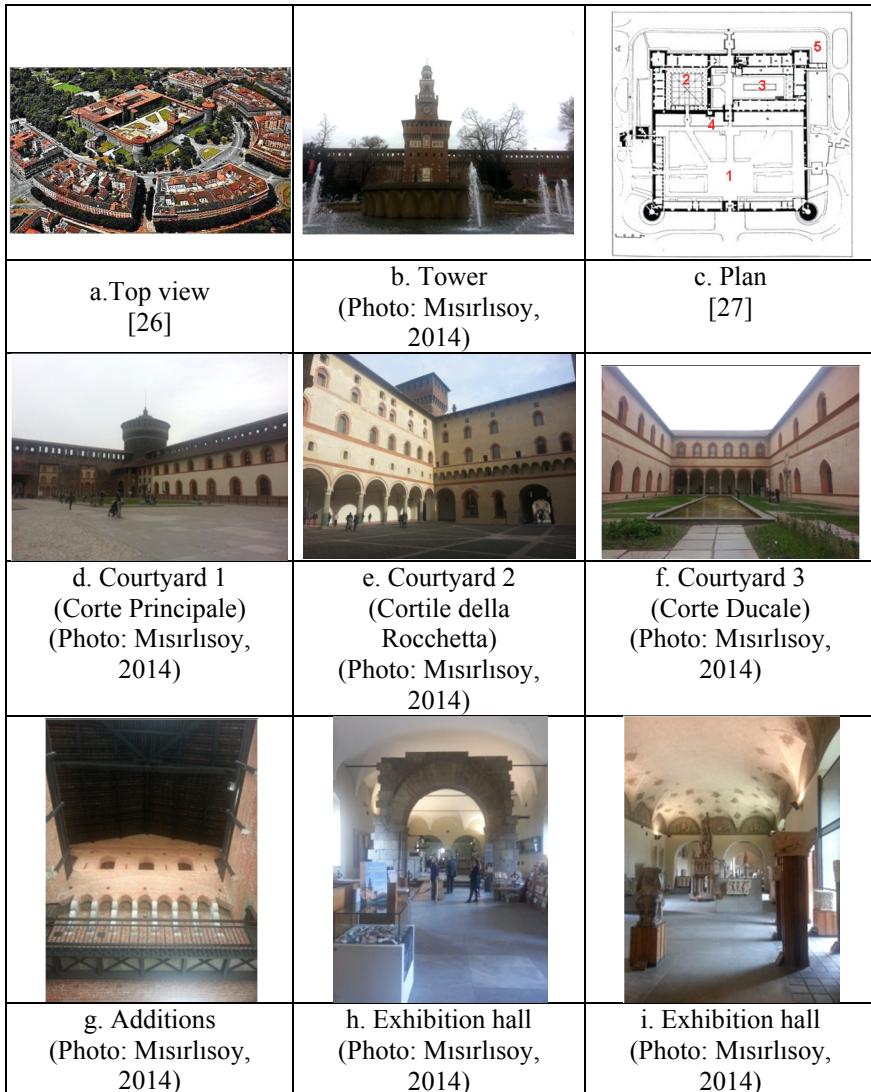 5
2
3
4
1
a.Top view
[26]
b. Tower
(Photo: Mısırlısoy,
2014)
c. Plan
[27]
d. Courtyard 1
(Corte Principale)
(Photo: Mısırlısoy,
2014)
e. Courtyard 2
(Cortile della
Rocchetta)
(Photo: Mısırlısoy,
2014)
f. Courtyard 3
(Corte Ducale)
(Photo: Mısırlısoy,
2014)
g. Additions
(Photo: Mısırlısoy,
2014)
h. Exhibition hall
(Photo: Mısırlısoy,
2014)
i. Exhibition hall
(Photo: Mısırlısoy,
2014)